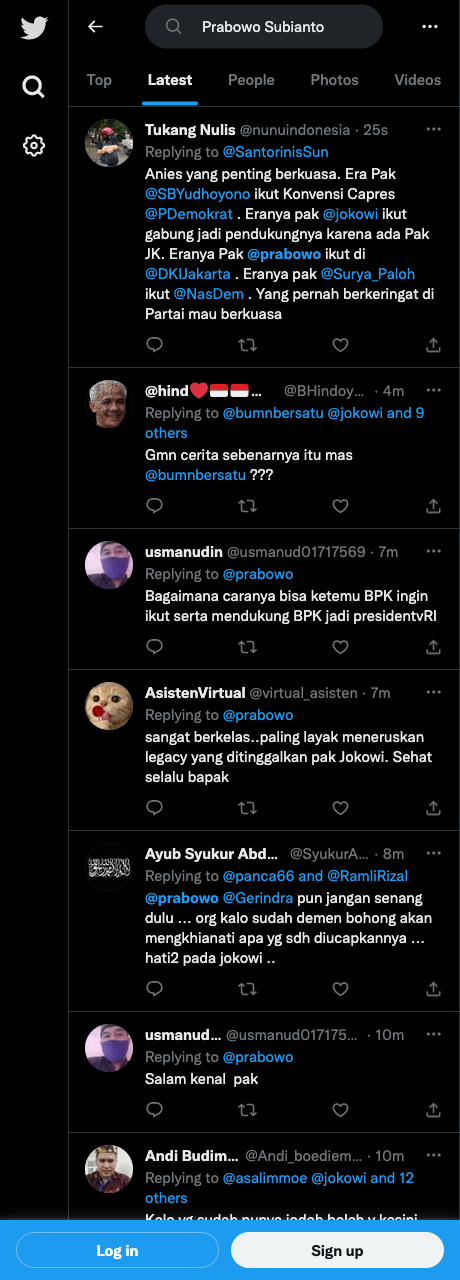 Prabowo Subianto
Top Latest People Photos Videos
Tukang Nulis @nunuindonesia · 25s
Replying to @SantorinisSun
Anies yang penting berkuasa. Era Pak
@SBYudhoyono ikut Konvensi Capres
@PDemokrat . Eranya pak @jokowi ikut
gabung jadi pendukungnya karena ada Pak
JK. Eranya Pak @prabowo ikut di
@DKIJakarta . Eranya pak @Surya_Paloh
ikut @NasDem . Yang pernah berkeringat di
Partai mau berkuasa
@hind❤️🇮🇩🇮🇩... @BHindoy... · 4m
Replying to @bumnbersatu @jokowi and 9
others
Gmn cerita sebenarnya itu mas
@bumnbersatu ???
usmanudin @usmanud01717569 · 7m
Replying to @prabowo
Bagaimana caranya bisa ketemu BPK ingin
ikut serta mendukung BPK jadi presidentvRI
AsistenVirtual @virtual_asisten · 7m
Replying to @prabowo
sangat berkelas..paling layak meneruskan
legacy yang ditinggalkan pak Jokowi. Sehat
selalu bapak
Ayub Syukur Abd... @SyukurA... · 8m
Replying to @panca66 and @RamliRizal
@prabowo @Gerindra pun jangan senang
dulu ... org kalo sudah demen bohong akan
mengkhianati apa yg sdh diucapkannya ...
hati2 pada jokowi ..
usmanud... @usmanud017175... · 10m
Replying to @prabowo
Salam kenal  pak
Andi Budim... @Andi_boediem... · 10m
Replying to @asalimmoe @jokowi and 12
others
Kalo yg sudah punya jodoh boleh y kesini
Log in Sign up